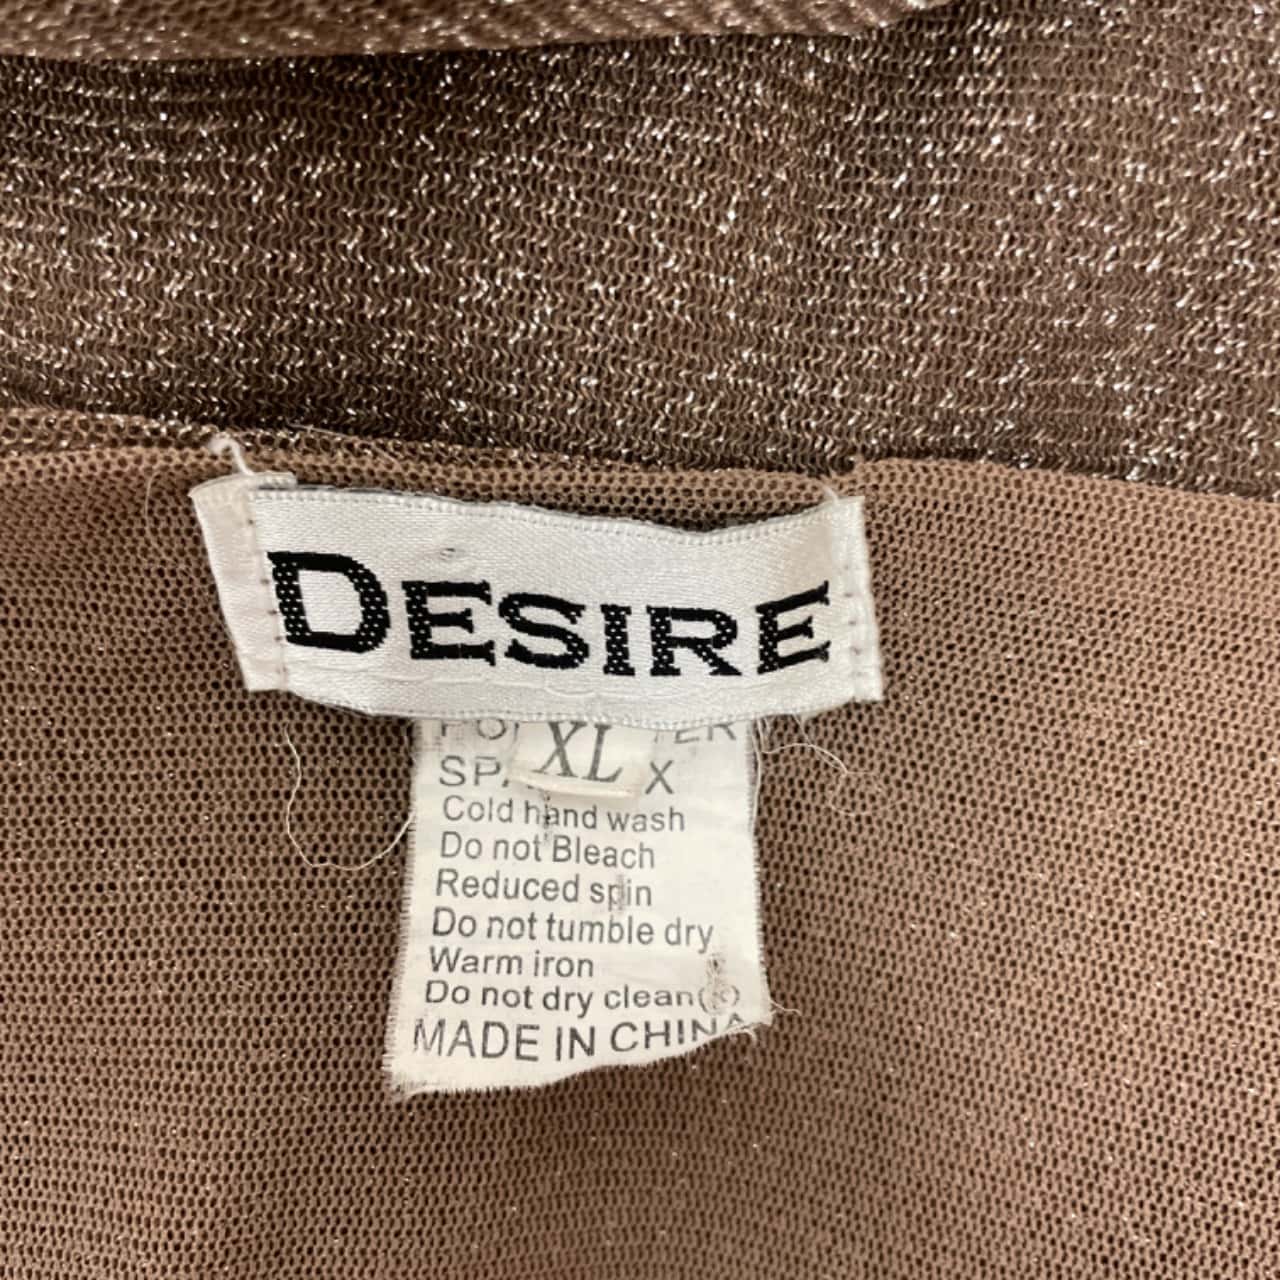 DESIRE
XL
X
Cold hand wash
Do not Bleach
Reduced spin
Do not tumble dry
Warm iron
Do not dry clean
MADE IN CHINA